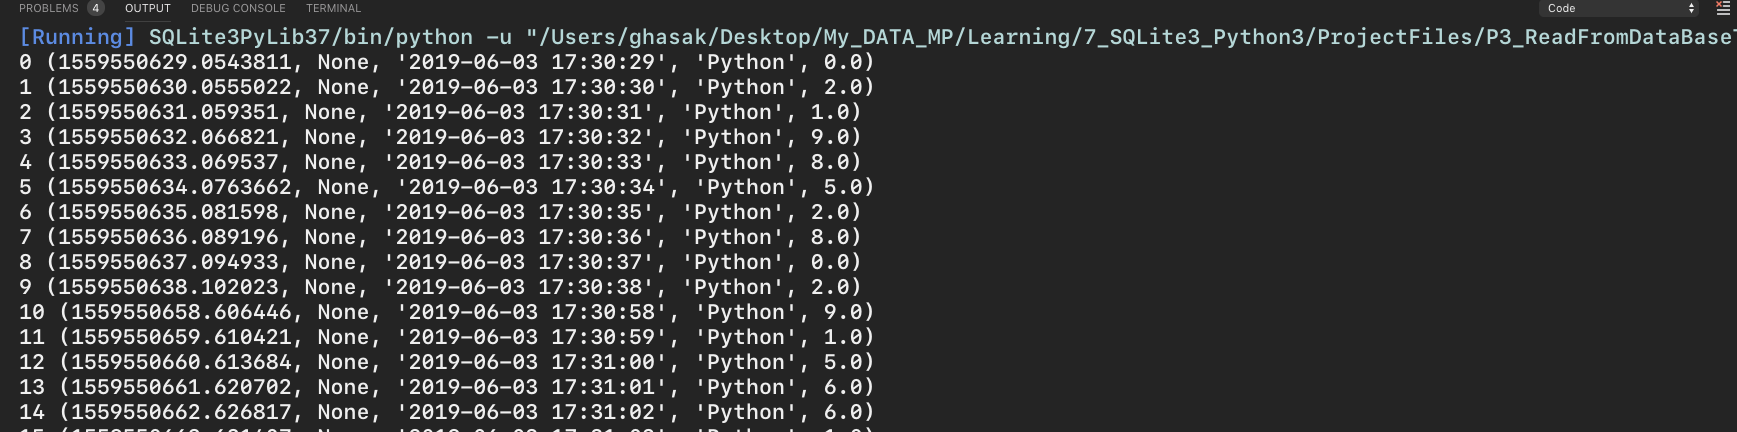 PROBLEMS 4 OUTPUT DEBUG CONSOLE TERMINAL Code
[Running] SQLite3PyLib37/bin/python -u "/Users/ghasak/Desktop/My_DATA_MP/Learning/7_SQLite3_Python3/ProjectFiles/P3_ReadFromDataBase
0 (1559550629.0543811, None, '2019-06-03 17:30:29', 'Python', 0.0)
1 (1559550630.0555022, None, '2019-06-03 17:30:30', 'Python', 2.0)
2 (1559550631.059351, None, '2019-06-03 17:30:31', 'Python', 1.0)
3 (1559550632.066821, None, '2019-06-03 17:30:32', 'Python', 9.0)
4 (1559550633.069537, None, '2019-06-03 17:30:33', 'Python', 8.0)
5 (1559550634.0763662, None, '2019-06-03 17:30:34', 'Python', 5.0)
6 (1559550635.081598, None, '2019-06-03 17:30:35', 'Python', 2.0)
7 (1559550636.089196, None, '2019-06-03 17:30:36', 'Python', 8.0)
8 (1559550637.094933, None, '2019-06-03 17:30:37', 'Python', 0.0)
9 (1559550638.102023, None, '2019-06-03 17:30:38', 'Python', 2.0)
10 (1559550658.606446, None, '2019-06-03 17:30:58', 'Python', 9.0)
11 (1559550659.610421, None, '2019-06-03 17:30:59', 'Python', 1.0)
12 (1559550660.613684, None, '2019-06-03 17:31:00', 'Python', 5.0)
13 (1559550661.620702, None, '2019-06-03 17:31:01', 'Python', 6.0)
14 (1559550662.626817, None, '2019-06-03 17:31:02', 'Python', 6.0)